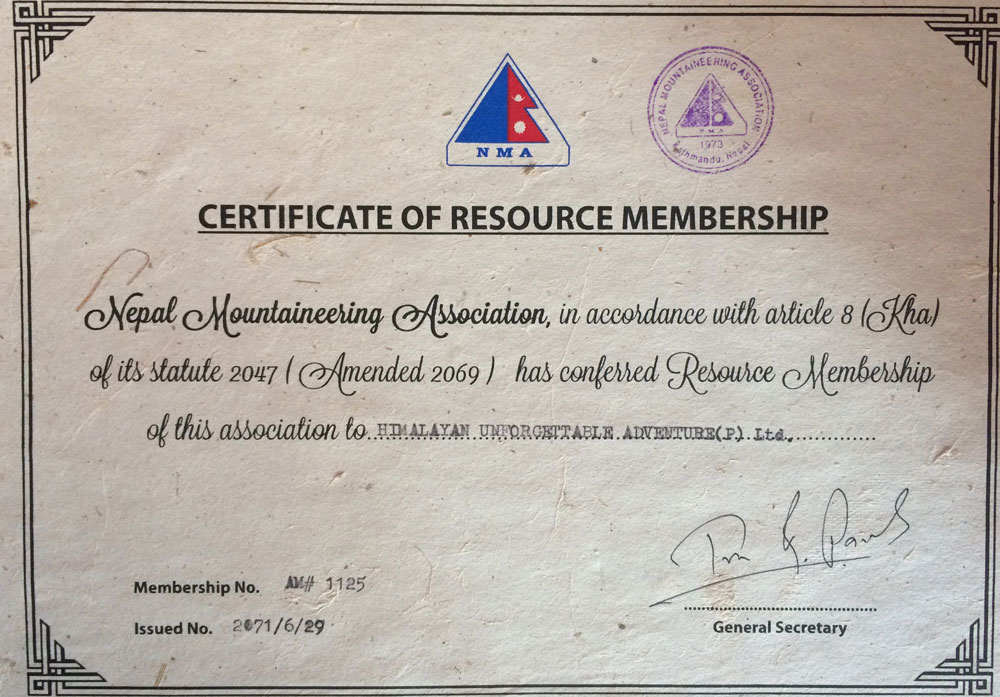 NMA
NEPAL MOUNTAINEERING ASSOCIATION
NMA
1973
Kathmandu, Nepal
CERTIFICATE OF RESOURCE MEMBERSHIP
Nepal Mountaineering Association, in accordance with article 8 (Kha)
of its statute 2047 ( Amended 2069 ) has conferred Resource Membership
of this association to HIMALAYAN UNFORGETTABLE ADVENTURE(P) Ltd.
Membership No. AM# 1125
Issued No. 2071/6/29
General Secretary